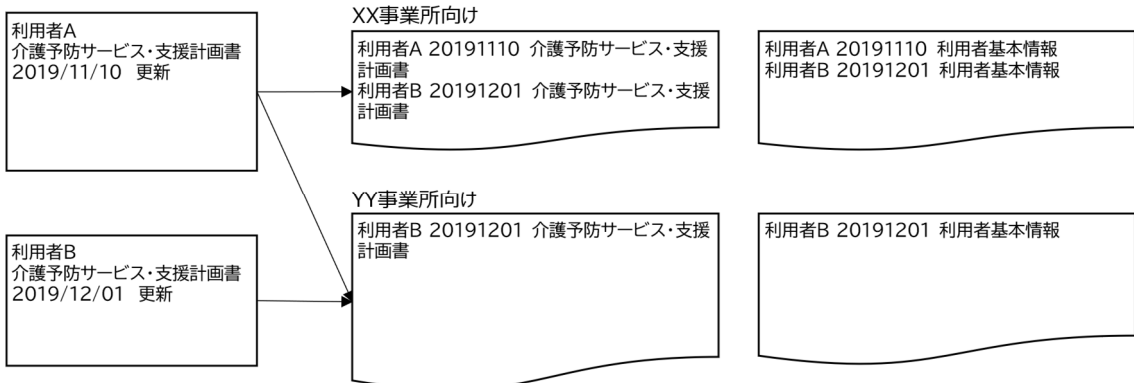 利用者A
介護予防サービス・支援計画書
2019/11/10 更新
XX事業所向け
利用者A 20191110 介護予防サービス・支援
計画書
利用者B 20191201 介護予防サービス・支援
計画書
利用者A 20191110 利用者基本情報
利用者B 20191201 利用者基本情報
利用者B
介護予防サービス・支援計画書
2019/12/01 更新
YY事業所向け
利用者B 20191201 介護予防サービス・支援
計画書
利用者B 20191201 利用者基本情報